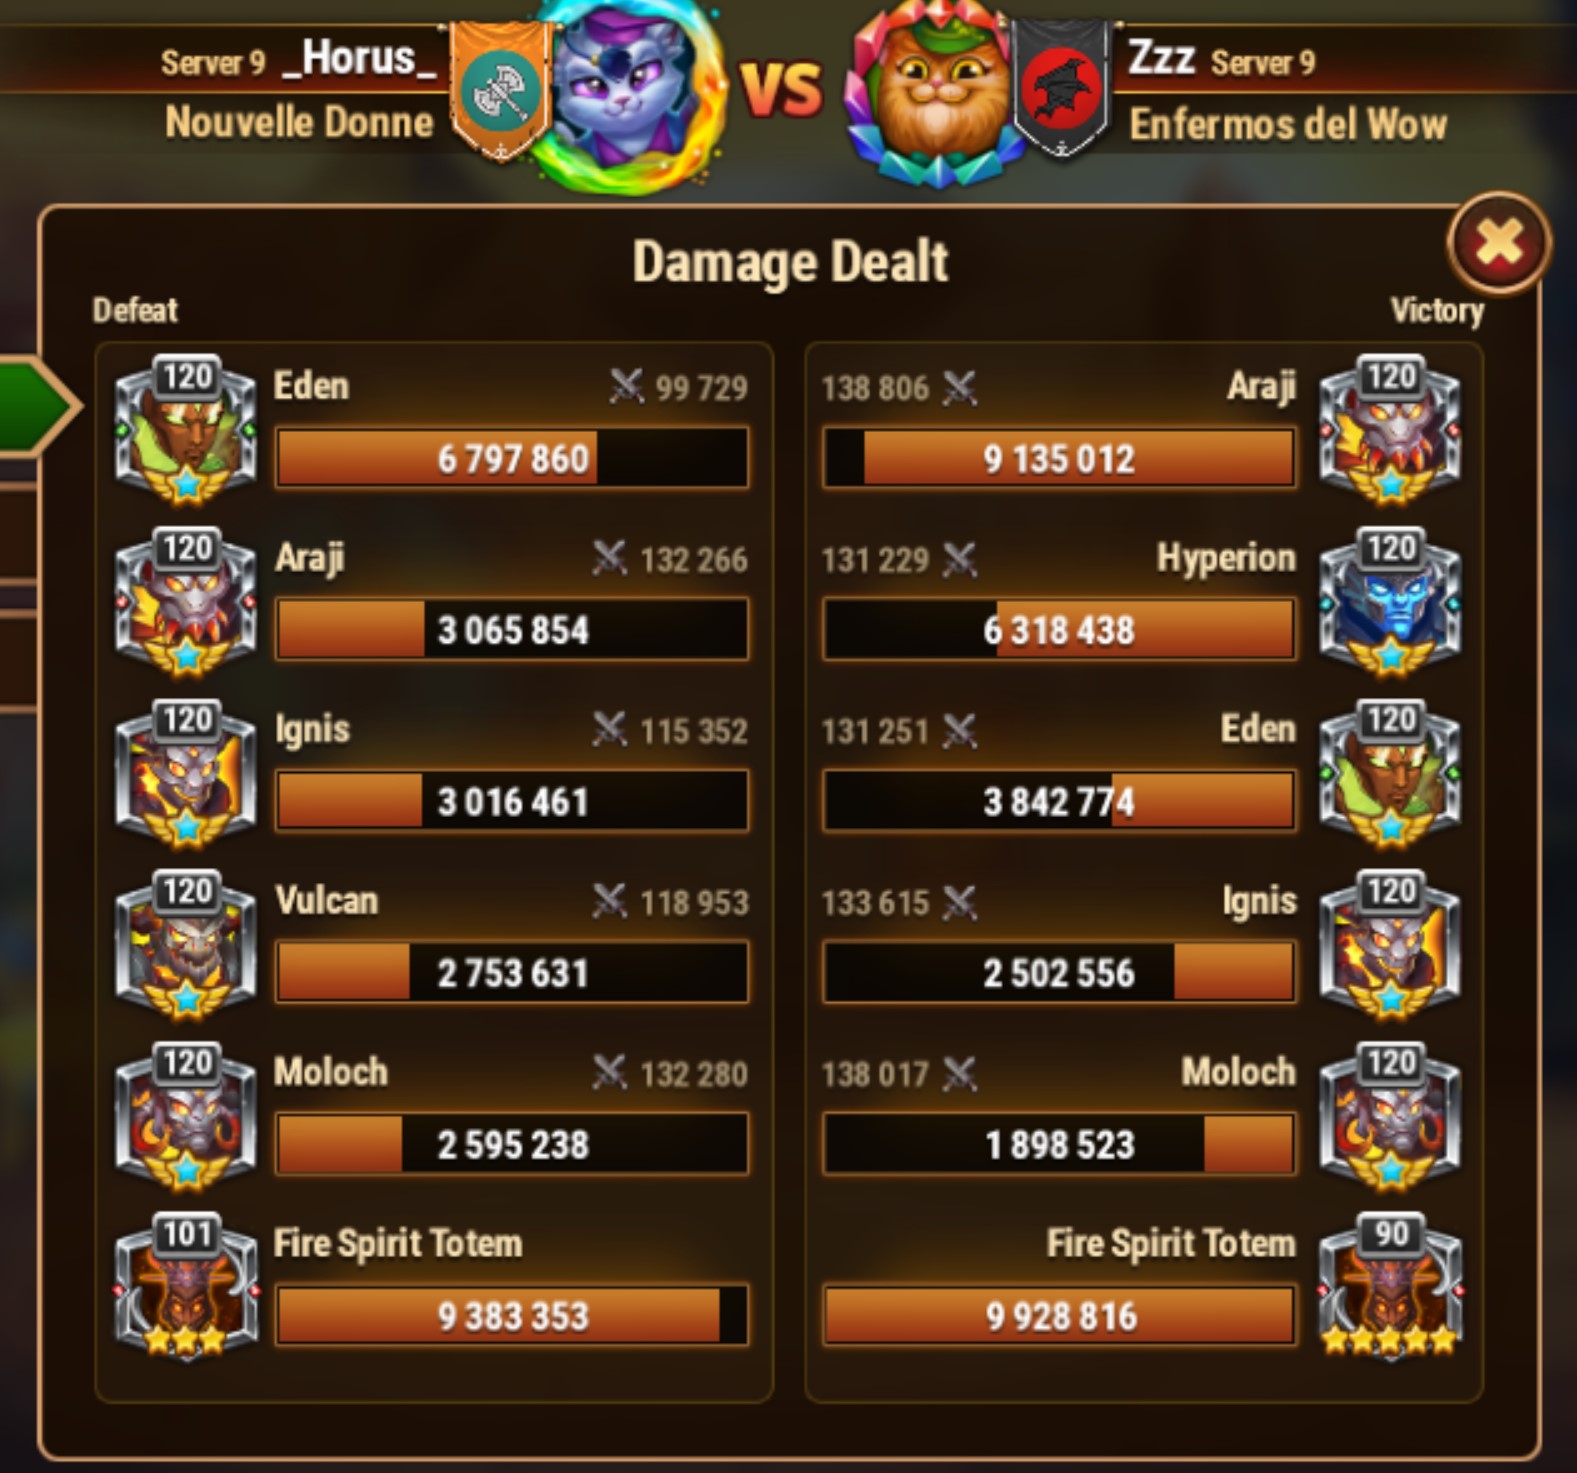 Server 9 _Horus_
Nouvelle Donne
VS
Zzz Server 9
Enfermos del Wow
Damage Dealt
Defeat
Victory
120
Eden
99 729
6 797 860
120
Araji
132 266
3 065 854
120
Ignis
115 352
3 016 461
120
Vulcan
118 953
2 753 631
120
Moloch
132 280
2 595 238
101
Fire Spirit Totem
9 383 353
138 806
Araji
120
9 135 012
131 229
Hyperion
120
6 318 438
131 251
Eden
120
3 842 774
133 615
Ignis
120
2 502 556
138 017
Moloch
120
1 898 523
Fire Spirit Totem
90
9 928 816